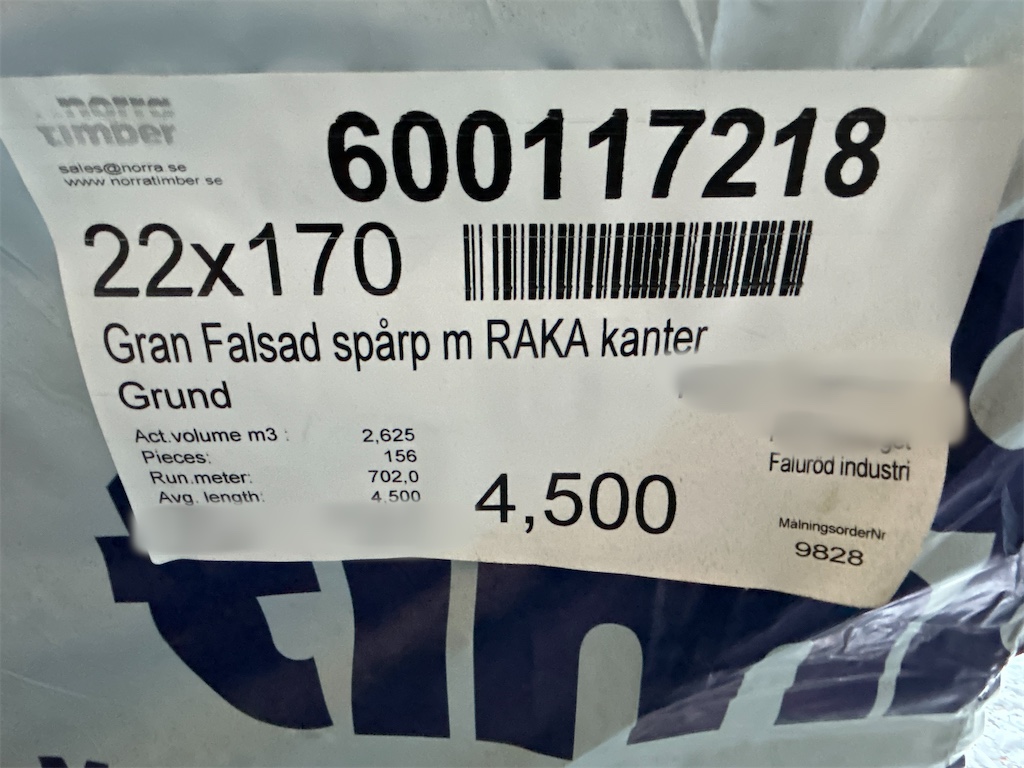 norra
timber
sales@norra.se
www norratimber se
600117218
22x170
Gran Falsad spårp m RAKA kanter
Grund
Act.volume m3 : 2,625
Pieces: 156
Run.meter: 702,0
Avg. length: 4.500
4,500
Faluröd industri
MålningsorderNr
9828